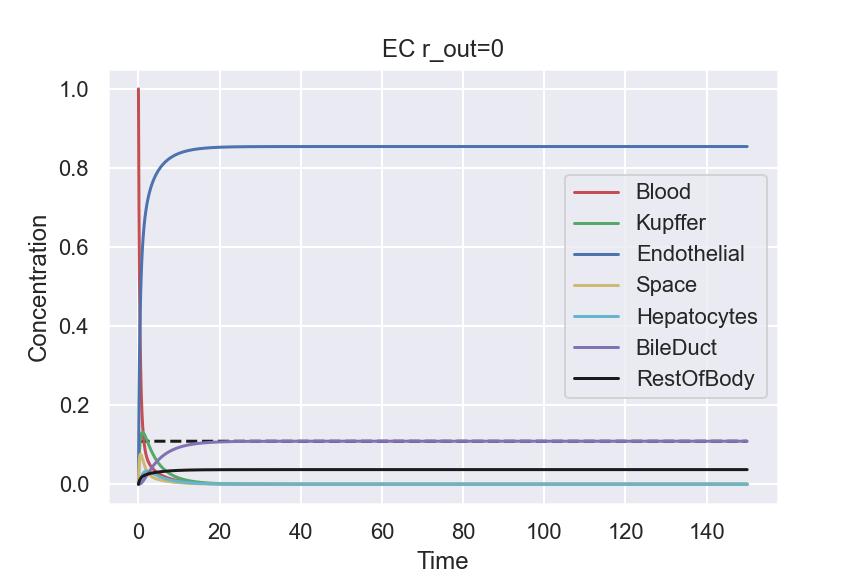 EC r_out=0
1.0
0.8
0.6
0.4
0.2
0.0
Concentration
Blood
Kupffer
Endothelial
Space
Hepatocytes
BileDuct
RestOfBody
0 20 40 60 80 100 120 140
Time